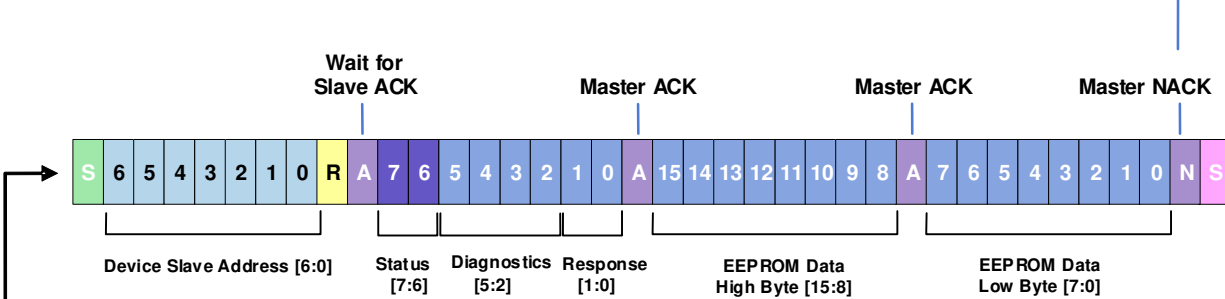 Wait for
Slave ACK
Master ACK
Master ACK
Master NACK
S 6 5 4 3 2 1 0 R A 7 6 5 4 3 2 1 0 A 15 14 13 12 11 10 9 8 A 7 6 5 4 3 2 1 0 N S
Device Slave Address [6:0]
Status
[7:6]
Diagnostics
[5:2]
Response
[1:0]
EEPROM Data
High Byte [15:8]
EEPROM Data
Low Byte [7:0]